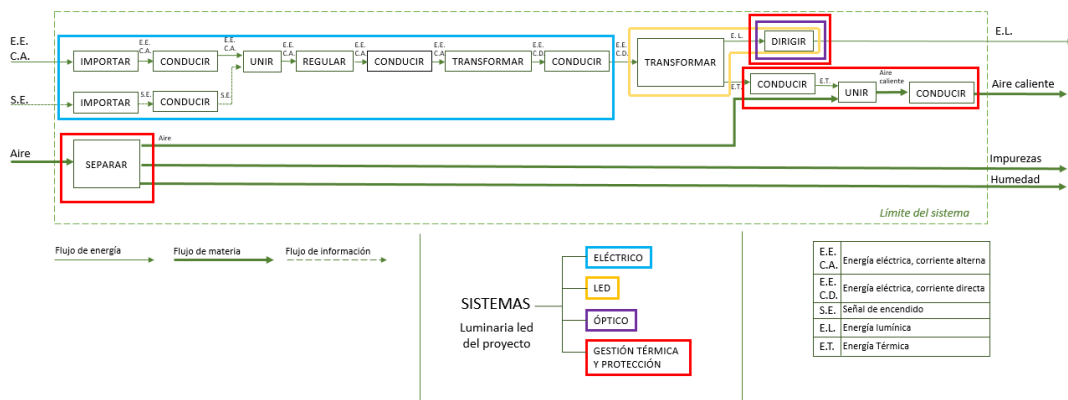 E.E.
C.A.
IMPORTAR
E.E.
C.A.
CONDUCIR
E.E.
C.A.
UNIR
E.E.
C.A.
REGULAR
E.E.
C.A.
CONDUCIR
E.E.
C.A.
TRANSFORMAR
E.E.
C.D.
CONDUCIR
E.E.
C.D.
TRANSFORMAR
E. L.
DIRIGIR
E.L.
S.E.
IMPORTAR
S.E.
CONDUCIR
S.E.
E.T.
CONDUCIR
E.T.
UNIR
Aire
caliente
CONDUCIR
Aire caliente
Aire
SEPARAR
Aire
Impurezas
Humedad
Límite del sistema
Flujo de energía
Flujo de materia
Flujo de información
SISTEMAS
Luminaria led
del proyecto
ELÉCTRICO
LED
ÓPTICO
GESTIÓN TÉRMICA
Y PROTECCIÓN
E.E.
C.A.
Energía eléctrica, corriente alterna
E.E.
C.D.
Energía eléctrica, corriente directa
S.E.
Señal de encendido
E.L.
Energía lumínica
E.T.
Energía Térmica